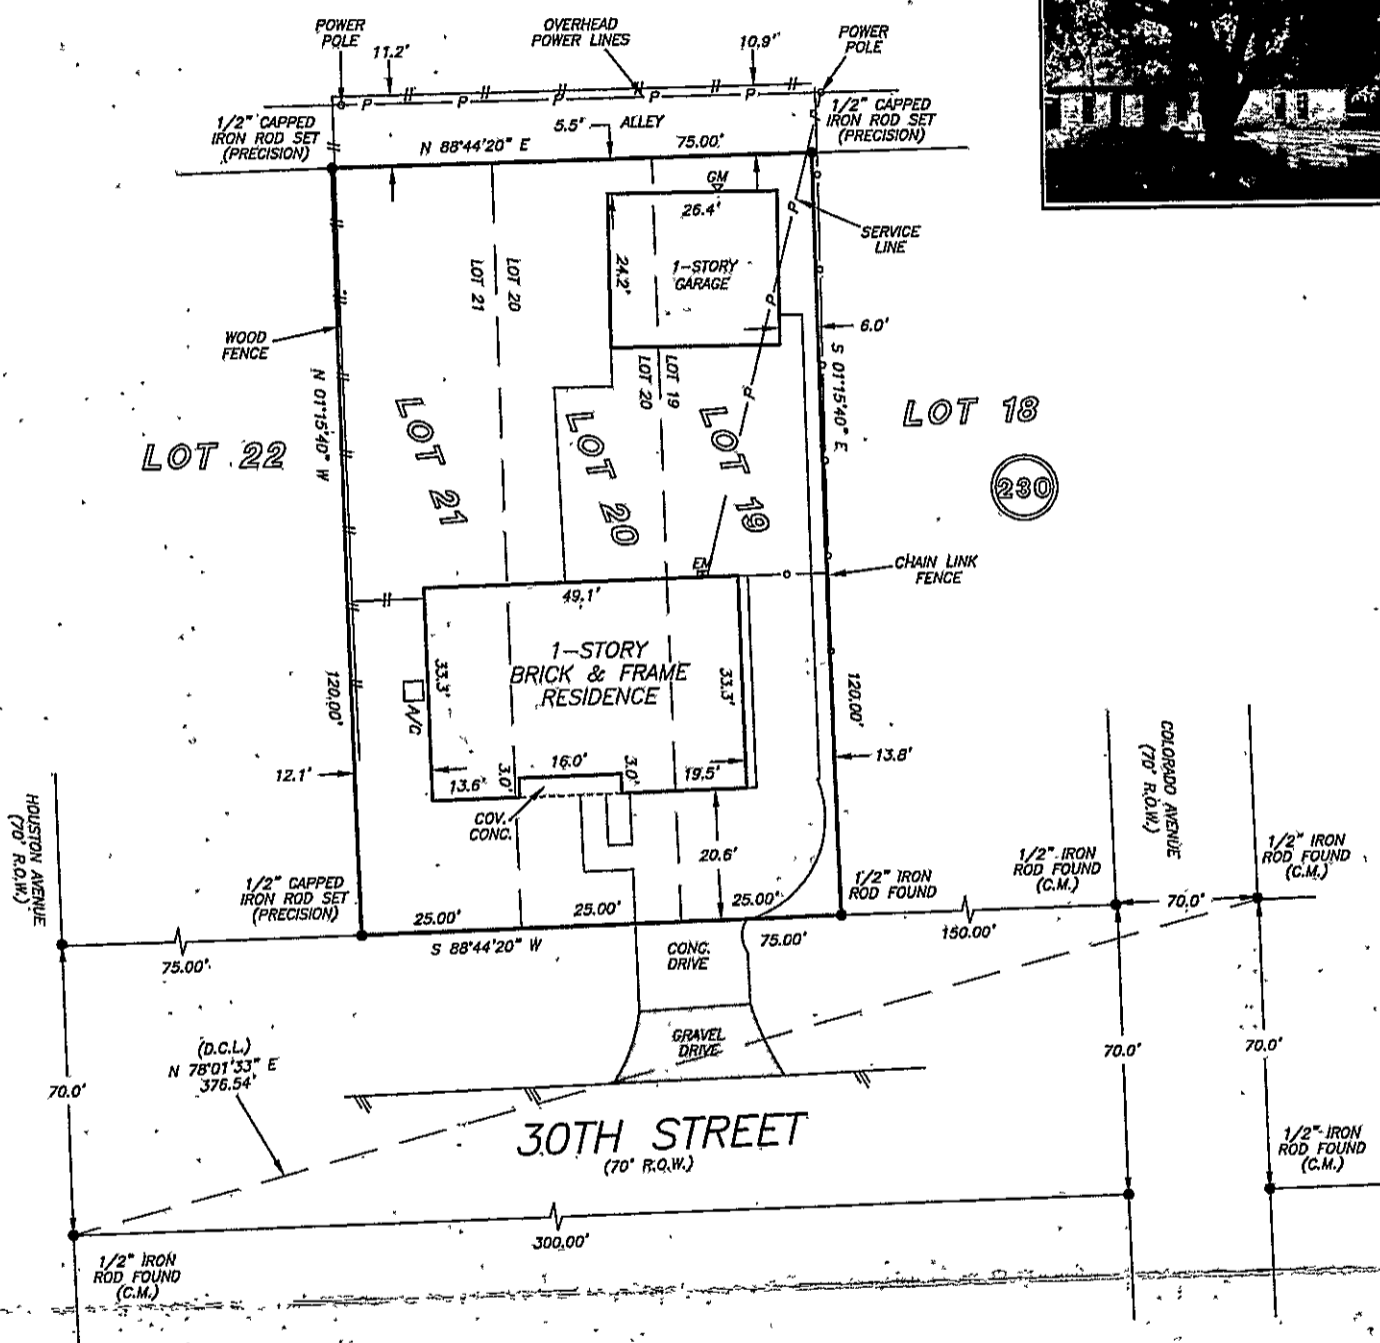 POWER
POLE
11.2'
OVERHEAD
POWER LINES
10.9'
POWER
POLE
1/2" CAPPED
IRON ROD SET
(PRECISION)
P
P
P
P
P
5.5'
ALLEY
N 88°44'20" E
75.00'
1/2" CAPPED
IRON ROD SET
(PRECISION)
GM
26.4'
P
SERVICE
LINE
24.2'
1-STORY
GARAGE
P
LOT 21
LOT 20
WOOD
FENCE
6.0'
N 01°15'40" W
S 01°15'40" E
LOT 20
LOT 19
P
LOT 22
LOT 21
LOT 20
LOT 19
LOT 18
230
EM
CHAIN LINK
FENCE
49.1'
1-STORY
BRICK & FRAME
RESIDENCE
33.3'
33.3'
120.00'
120.00'
A/C
12.1'
13.6'
3.0'
16.0'
3.0'
19.5'
13.8'
COV.
CONC.
20.6'
HOUSTON AVENUE
(70' R.O.W.)
COLORADO AVENUE
(70' R.O.W.)
1/2" CAPPED
IRON ROD SET
(PRECISION)
1/2" IRON
ROD FOUND
1/2" IRON
ROD FOUND
(C.M.)
1/2" IRON
ROD FOUND
(C.M.)
25.00'
25.00'
25.00'
70.0'
75.00'
S 88°44'20" W
CONC.
DRIVE
75.00'
150.00'
GRAVEL
DRIVE
(D.C.L.)
N 78°01'33" E
376.54'
70.0'
70.0'
70.0'
30TH STREET
(70' R.O.W.)
1/2" IRON
ROD FOUND
(C.M.)
300.00'
1/2" IRON
ROD FOUND
(C.M.)